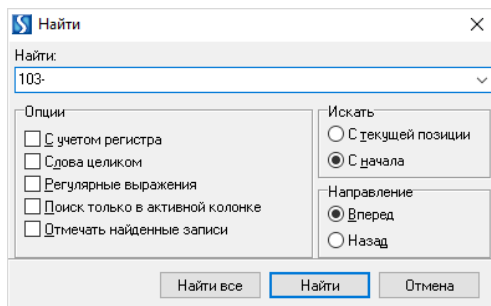 Найти
Найти:
103-
Опции
С учетом регистра
Слова целиком
Регулярные выражения
Поиск только в активной колонке
Отмечать найденные записи
Искать
С текущей позиции
С начала
Направление
Вперед
Назад
Найти все
Найти
Отмена